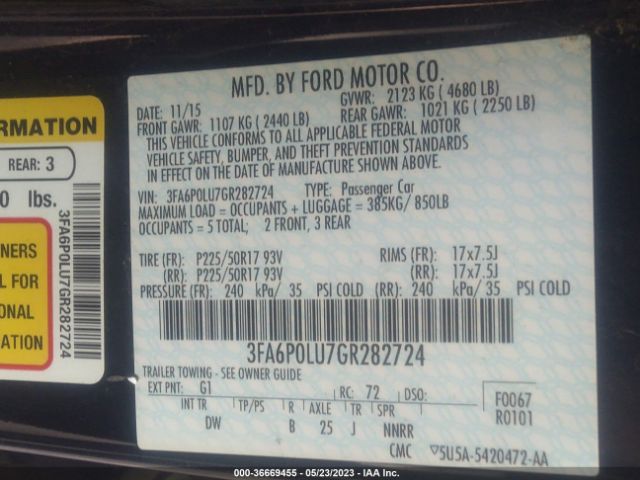 ORMATION
REAR: 3
0 lbs.
NERS
L FOR
ONAL
ATION
3FA6P0LU7GR282724
MFD. BY FORD MOTOR CO.
DATE: 11/15 GVWR: 2123 KG ( 4680 LB)
FRONT GAWR: 1107 KG ( 2440 LB) REAR GAWR: 1021 KG ( 2250 LB)
THIS VEHICLE CONFORMS TO ALL APPLICABLE FEDERAL MOTOR
VEHICLE SAFETY, BUMPER, AND THEFT PREVENTION STANDARDS
IN EFFECT ON THE DATE OF MANUFACTURE SHOWN ABOVE.
VIN: 3FA6P0LU7GR282724 TYPE: Passenger Car
MAXIMUM LOAD = OCCUPANTS + LUGGAGE = 385KG/ 850LB
OCCUPANTS = 5 TOTAL; 2 FRONT, 3 REAR
TIRE (FR): P225/50R17 93V RIMS (FR): 17x7.5J
(RR): P225/50R17 93V (RR): 17x7.5J
PRESSURE (FR): 240 kPa/ 35 PSI COLD (RR): 240 kPa/ 35 PSI COLD
3FA6P0LU7GR282724
TRAILER TOWING - SEE OWNER GUIDE
EXT PNT: G1 RC: 72 DSO:
INT TR TP/PS R AXLE TR SPR
DW B 25 J NNRR
F0067
R0101
CMC ▽5U5A-5420472-AA
000-36669455 - 05/23/2023 - IAA Inc.